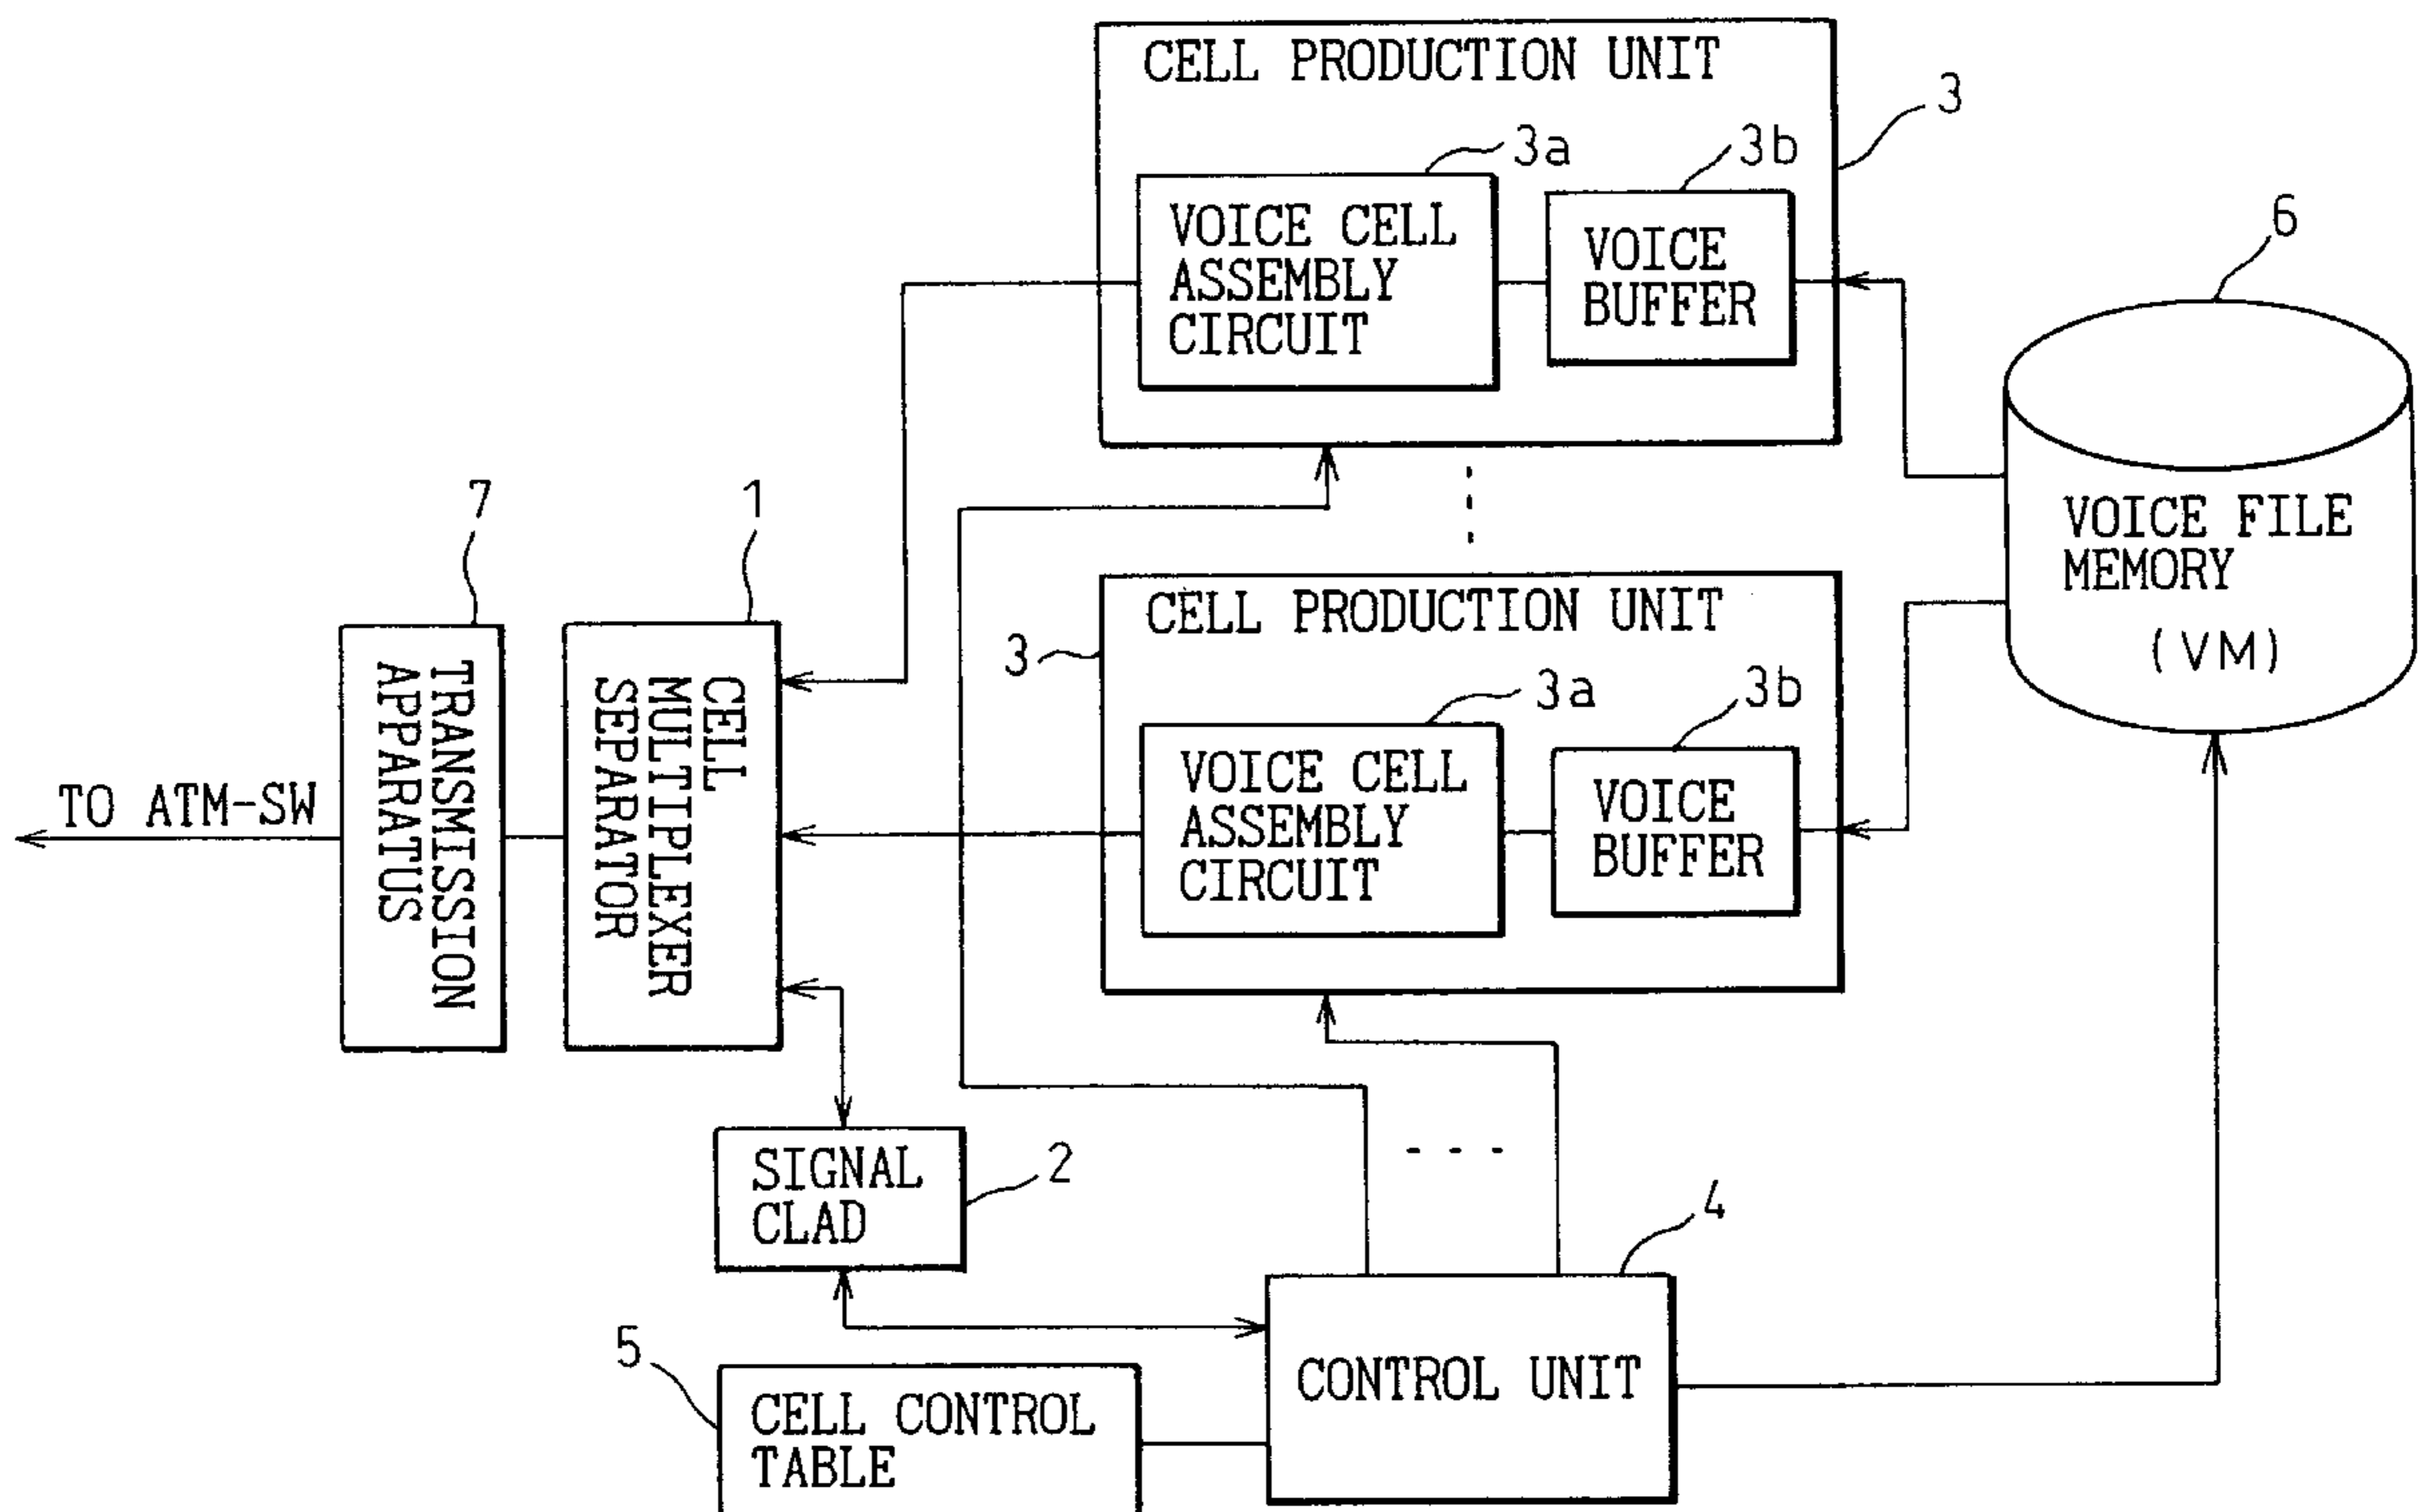 CELL PRODUCTION UNIT
3
3a
3b
VOICE CELL
ASSEMBLY
CIRCUIT
VOICE
BUFFER
6
VOICE FILE
MEMORY
(VM)
7
1
CELL PRODUCTION UNIT
3
3a
3b
VOICE CELL
ASSEMBLY
CIRCUIT
VOICE
BUFFER
TO ATM-SW
TRANSMISSION
APPARATUS
CELL
MULTIPLEXER
SEPARATOR
SIGNAL
CLAD
2
4
CONTROL UNIT
5
CELL CONTROL
TABLE